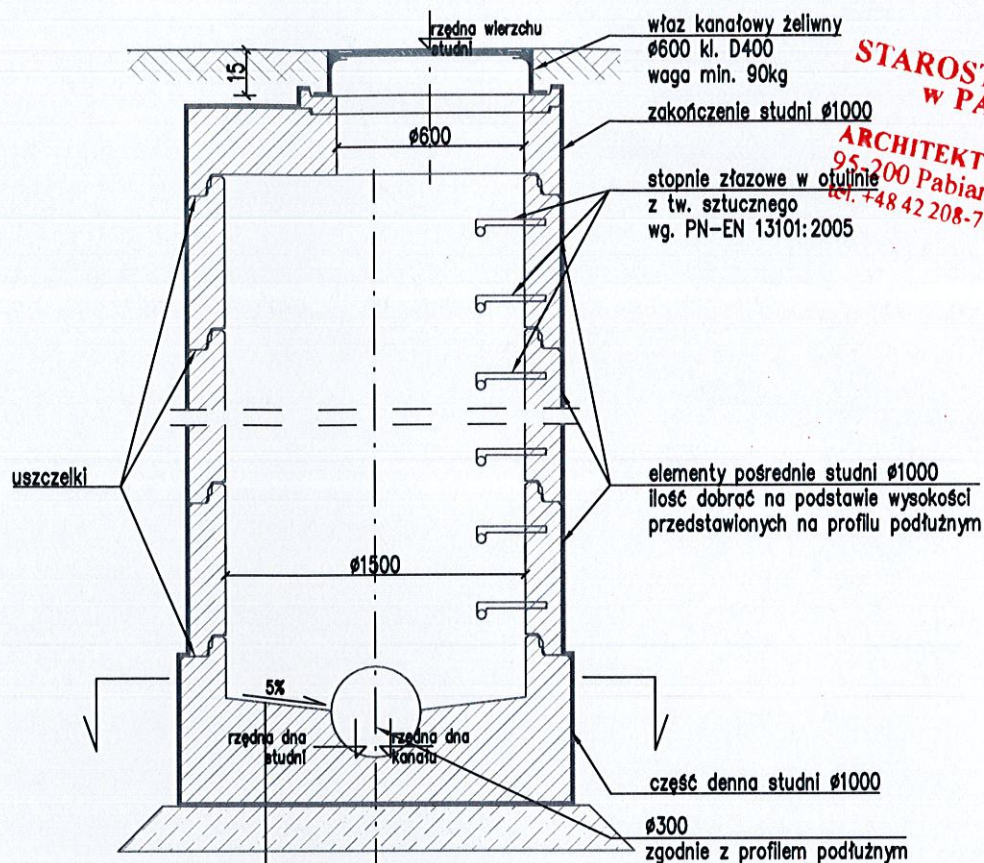 rzędna wierzchu
studni
15
ø600
właz kanałowy żeliwny
ø600 kl. D400
waga min. 90kg
zakończenie studni ø1000
stopnie złazowe w otulinie
z tw. sztucznego
wg. PN-EN 13101:2005
STAROST
w PA
ARCHITEKT
95-200 Pabian
tel. +48 42 208-7
uszczelki
elementy pośrednie studni ø1000
ilość dobrać na podstawie wysokości
przedstawionych na profilu podłużnym
ø1500
5%
rzędna dna
studni
rzędna dna
kanału
część denna studni ø1000
ø300
zgodnie z profilem podłużnym